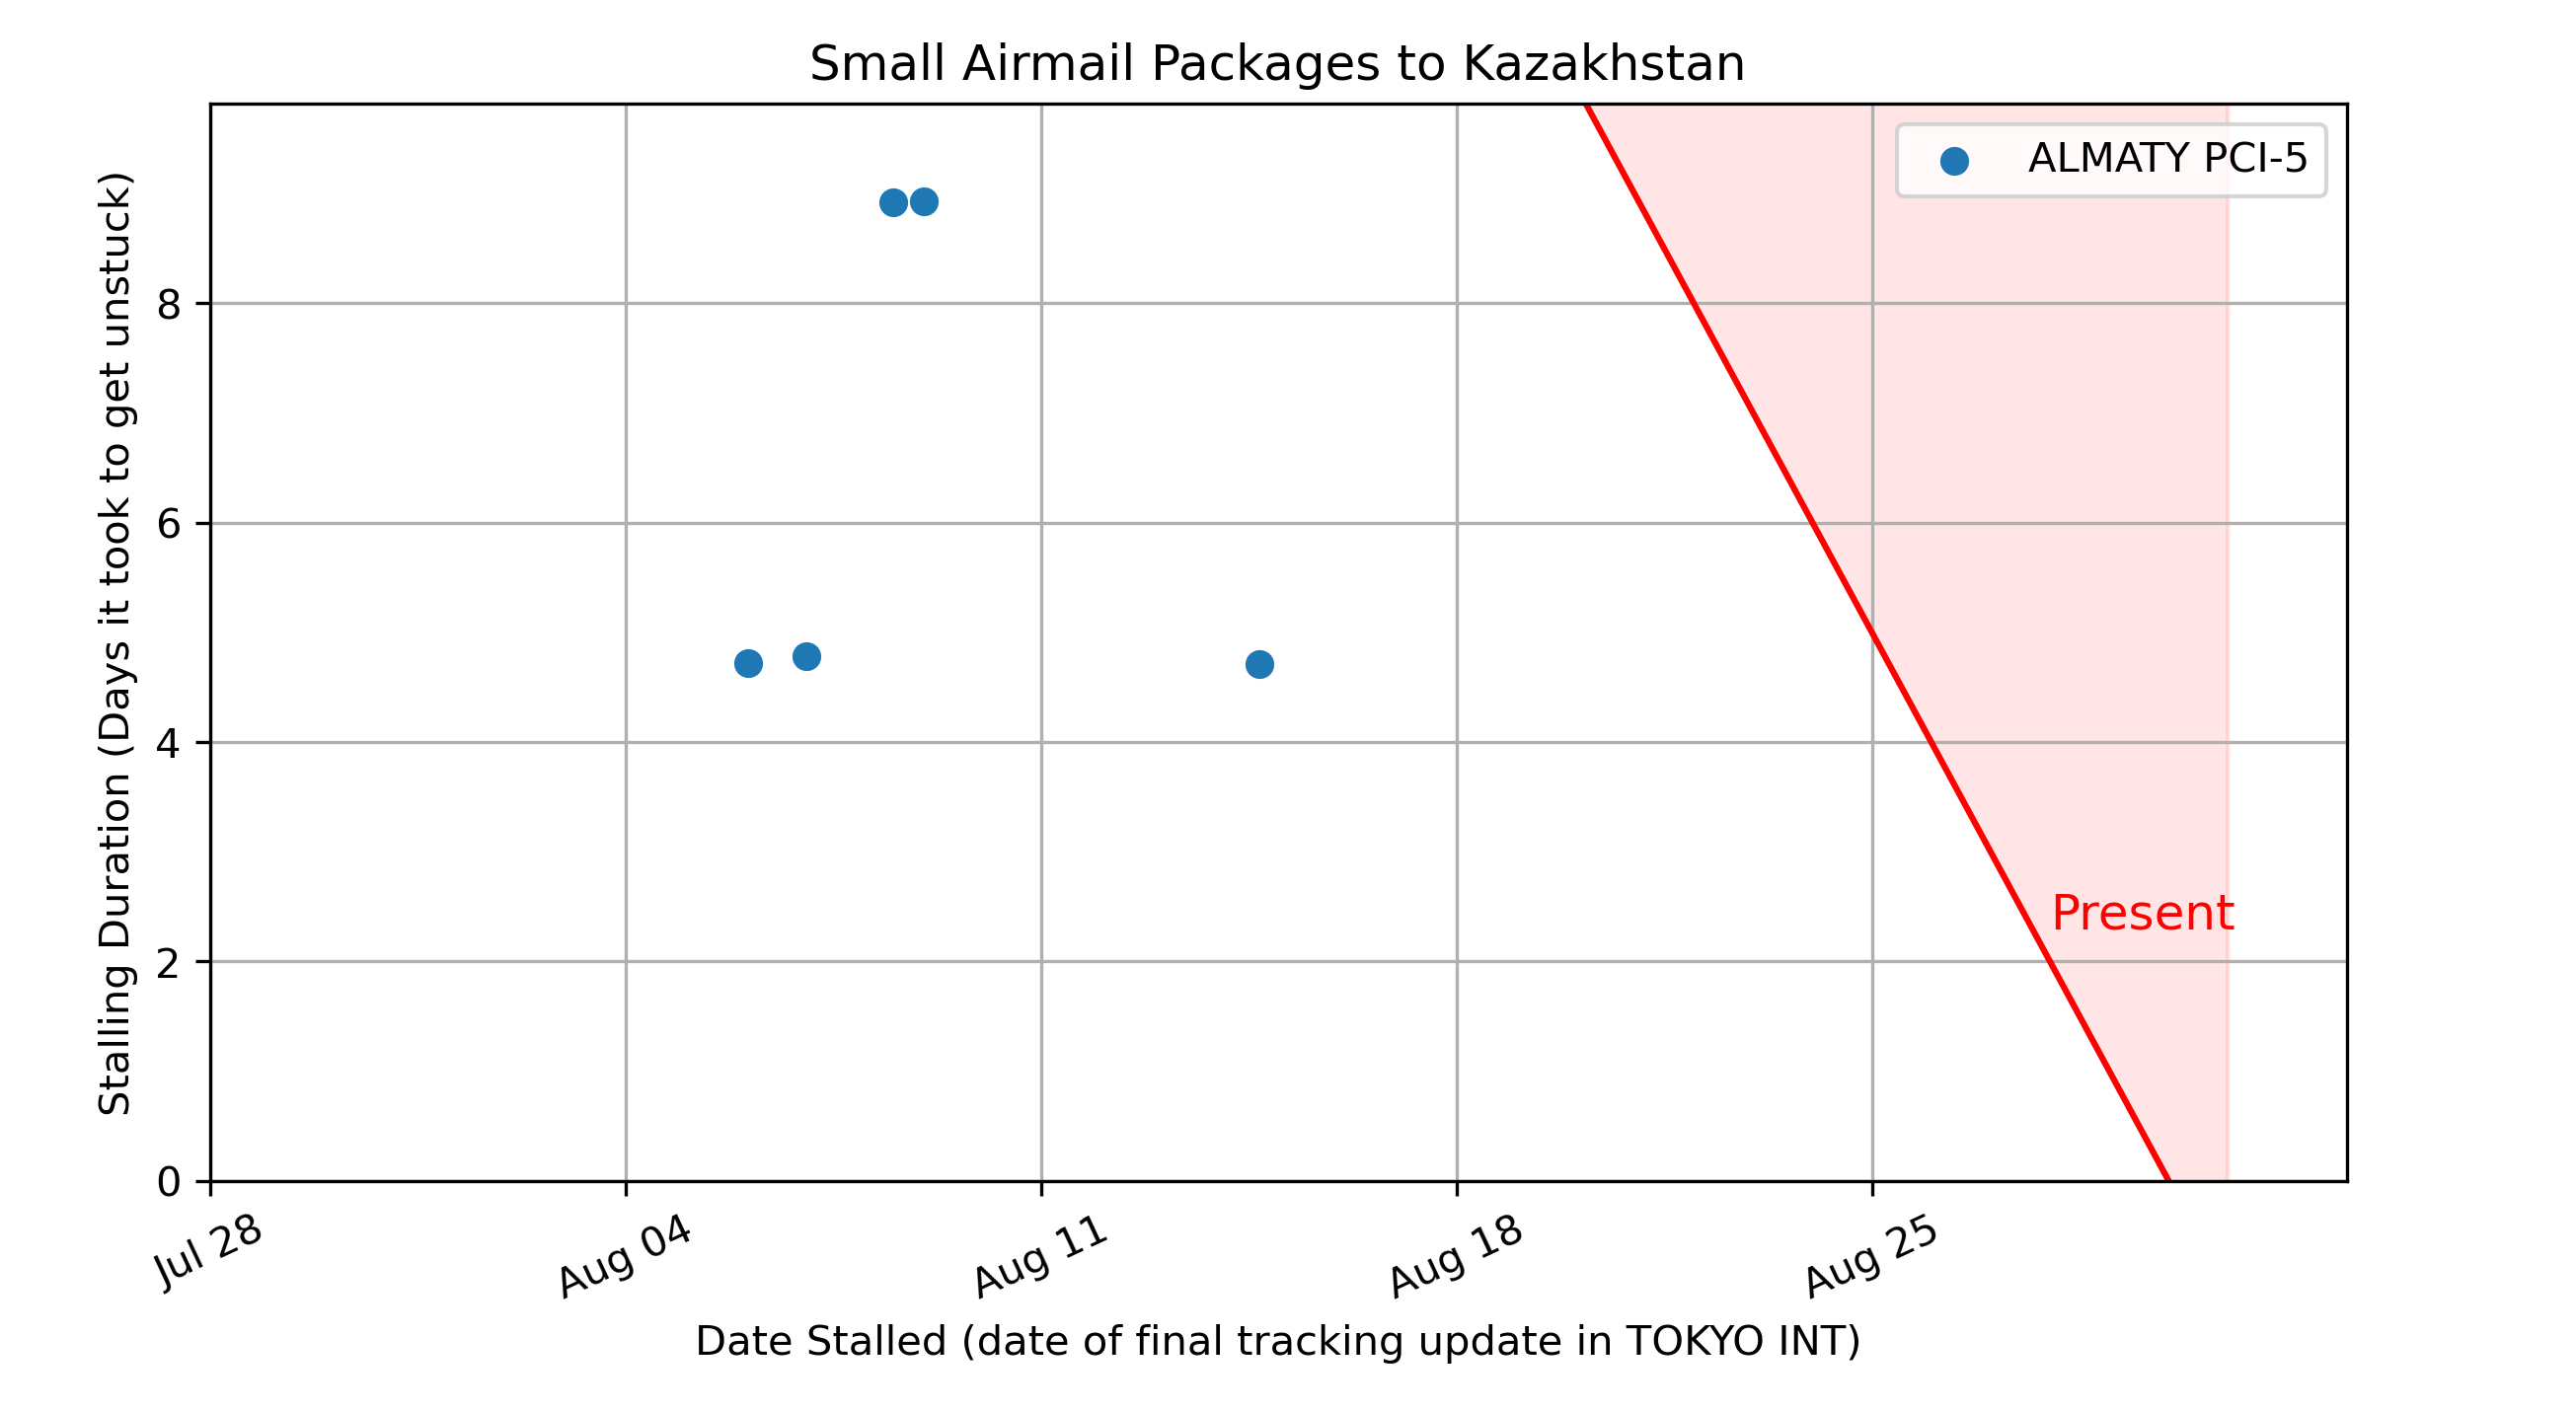 Small Airmail Packages to Kazakhstan
ALMATY PCI-5
Stalling Duration (Days it took to get unstuck)
8
6
4
2
0
Present
Jul 28
Aug 04
Aug 11
Aug 18
Aug 25
Date Stalled (date of final tracking update in TOKYO INT)